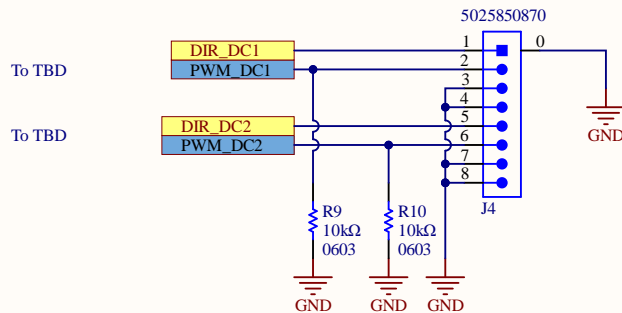 5025850870
DIR_DC1
1
0
To TBD
PWM_DC1
2
3
4
To TBD
DIR_DC2
5
GND
PWM_DC2
6
7
8
J4
R9
10kΩ
0603
R10
10kΩ
0603
GND
GND
GND